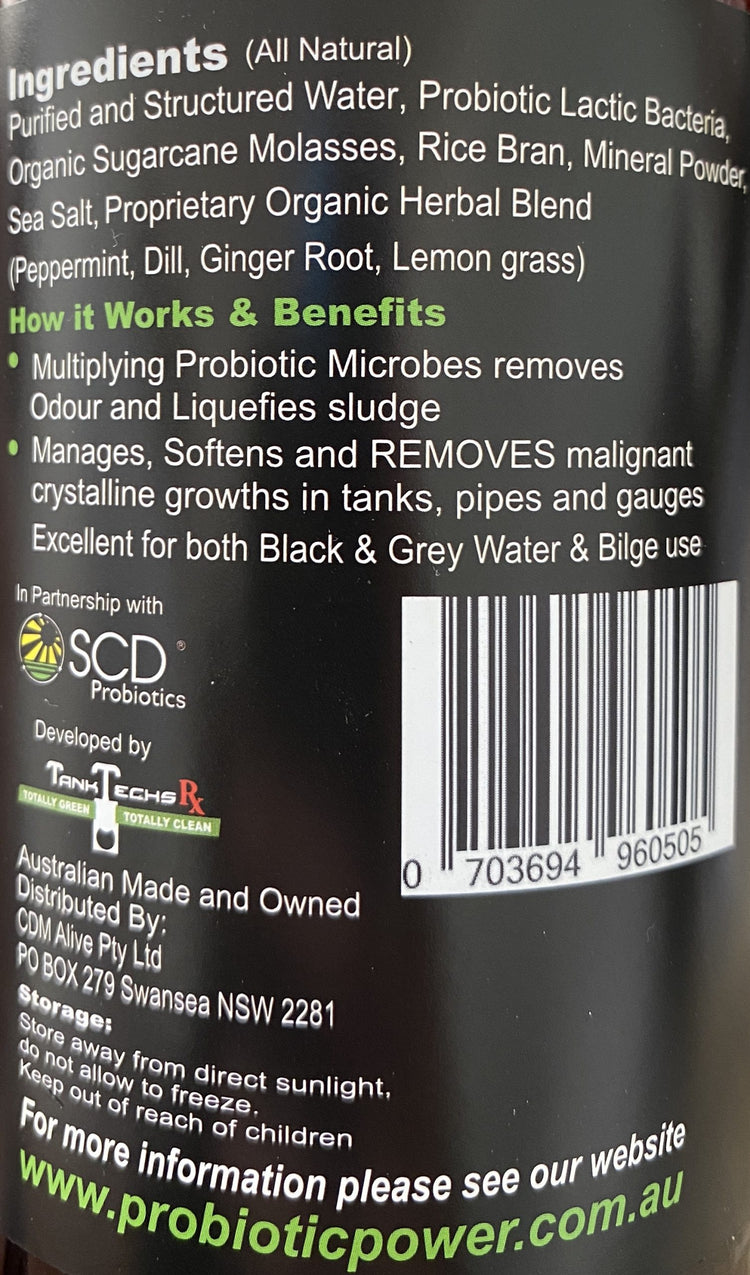 Ingredients (All Natural)
Purified and Structured Water, Probiotic Lactic Bacteria,
Organic Sugarcane Molasses, Rice Bran, Mineral Powder,
Sea Salt, Proprietary Organic Herbal Blend
(Peppermint, Dill, Ginger Root, Lemon grass)
How it Works & Benefits
• Multiplying Probiotic Microbes removes
Odour and Liquefies sludge
• Manages, Softens and REMOVES malignant
crystalline growths in tanks, pipes and gauges
Excellent for both Black & Grey Water & Bilge use
In Partnership with
SCD®
Probiotics
Developed by
TANKTECHSRx
TOTALLY GREEN TOTALLY CLEAN
0 703694 960505
Australian Made and Owned
Distributed By:
CDM Alive Pty Ltd
PO BOX 279 Swansea NSW 2281
Storage:
Store away from direct sunlight,
do not allow to freeze.
Keep out of reach of children
For more information please see our website
www.probioticpower.com.au